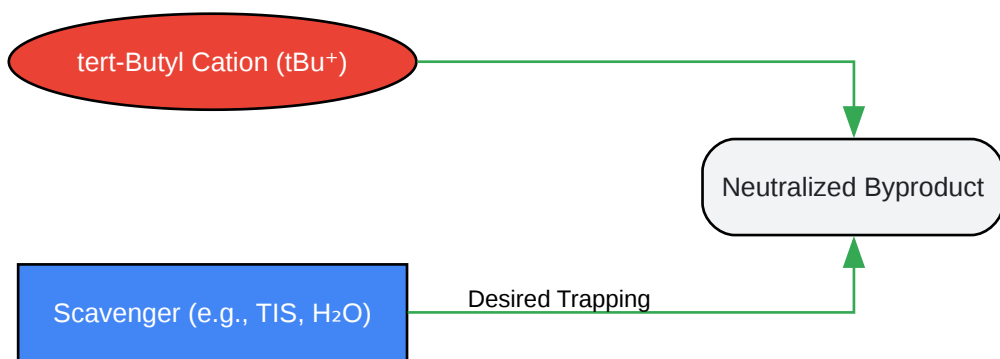 tert-Butyl Cation (tBu⁺)
Neutralized Byproduct
Desired Trapping
Scavenger (e.g., TIS, H₂O)